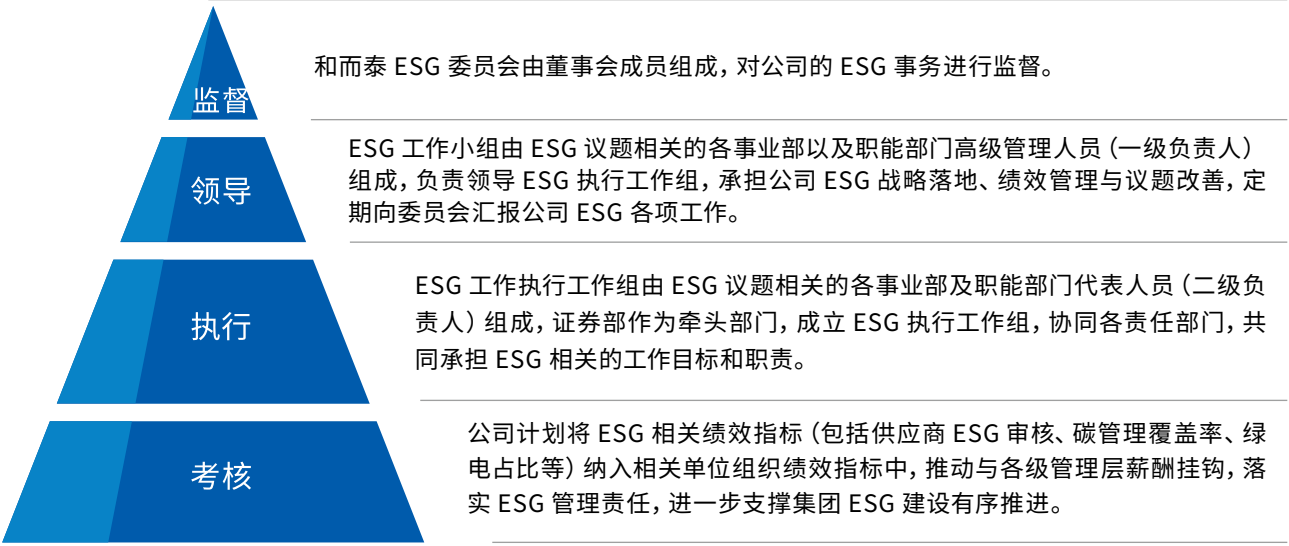 监督
和而泰 ESG 委员会由董事会成员组成，对公司的 ESG 事务进行监督。
领导
ESG 工作小组由 ESG 议题相关的各事业部以及职能部门高级管理人员（一级负责人）
组成，负责领导 ESG 执行工作组，承担公司 ESG 战略落地、绩效管理与议题改善，定
期向委员会汇报公司 ESG 各项工作。
执行
ESG 工作执行工作组由 ESG 议题相关的各事业部及职能部门代表人员（二级负
责人）组成，证券部作为牵头部门，成立 ESG 执行工作组，协同各责任部门，共
同承担 ESG 相关的工作目标和职责。
考核
公司计划将 ESG 相关绩效指标（包括供应商 ESG 审核、碳管理覆盖率、绿
电占比等）纳入相关单位组织绩效指标中，推动与各级管理层薪酬挂钩，落
实 ESG 管理责任，进一步支撑集团 ESG 建设有序推进。